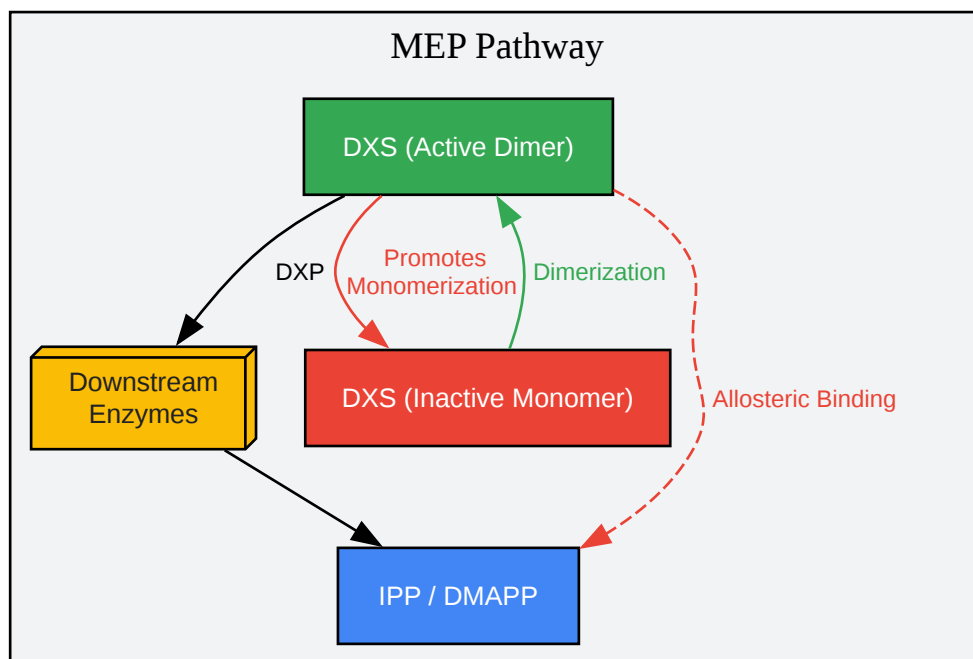 MEP Pathway
DXS (Active Dimer)
DXP
Promotes
Monomerization
Dimerization
Downstream
Enzymes
DXS (Inactive Monomer)
Allosteric Binding
IPP / DMAPP